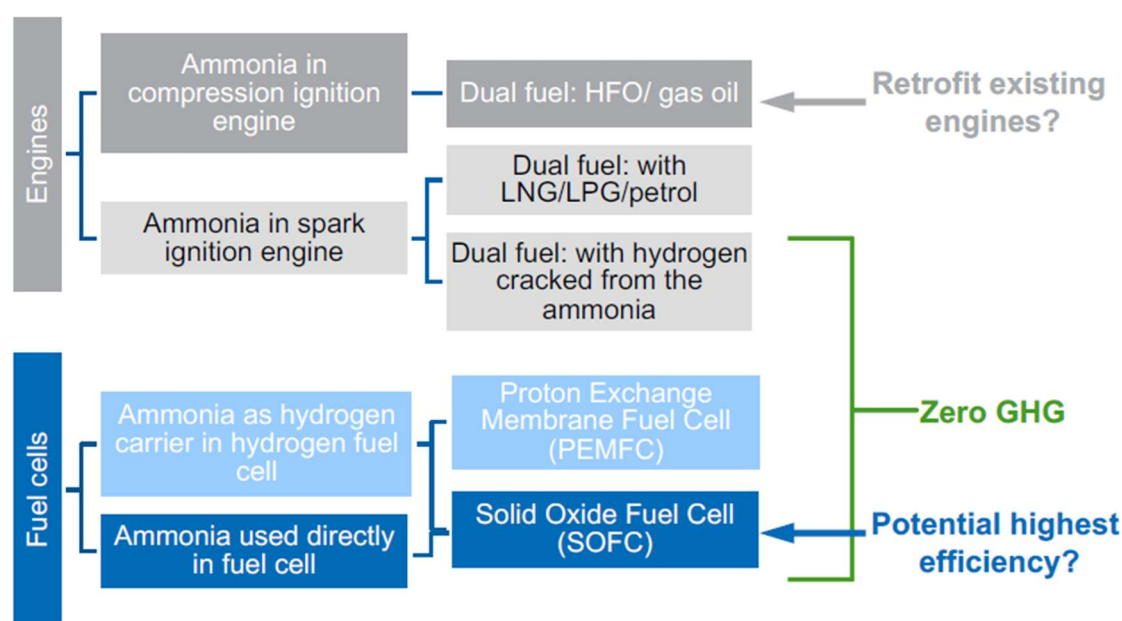 Engines
Ammonia in
compression ignition
engine
Dual fuel: HFO/ gas oil
Retrofit existing
engines?
Ammonia in spark
ignition engine
Dual fuel: with
LNG/LPG/petrol
Dual fuel: with hydrogen
cracked from the
ammonia
Zero GHG
Fuel cells
Ammonia as hydrogen
carrier in hydrogen fuel
cell
Proton Exchange
Membrane Fuel Cell
(PEMFC)
Ammonia used directly
in fuel cell
Solid Oxide Fuel Cell
(SOFC)
Potential highest
efficiency?